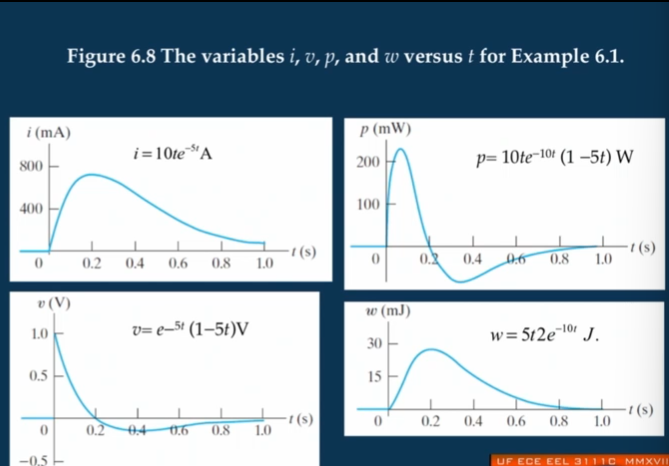 Figure 6.8 The variables i, v, p, and w versus t for Example 6.1.
i (mA)
i = 10te⁻⁵ᵗ A
800
400
0 0.2 0.4 0.6 0.8 1.0
t (s)
p (mW)
p= 10te⁻¹⁰ᵗ (1 –5t) W
200
100
0 0.2 0.4 0.6 0.8 1.0
t (s)
v (V)
v= e–⁵ᵗ (1–5t)V
1.0
0.5
0 0.2 0.4 0.6 0.8 1.0
t (s)
–0.5
w (mJ)
w = 5t2e⁻¹⁰ᵗ J.
30
15
0 0.2 0.4 0.6 0.8 1.0
t (s)
UF ECE EEL 3111C MMXVII